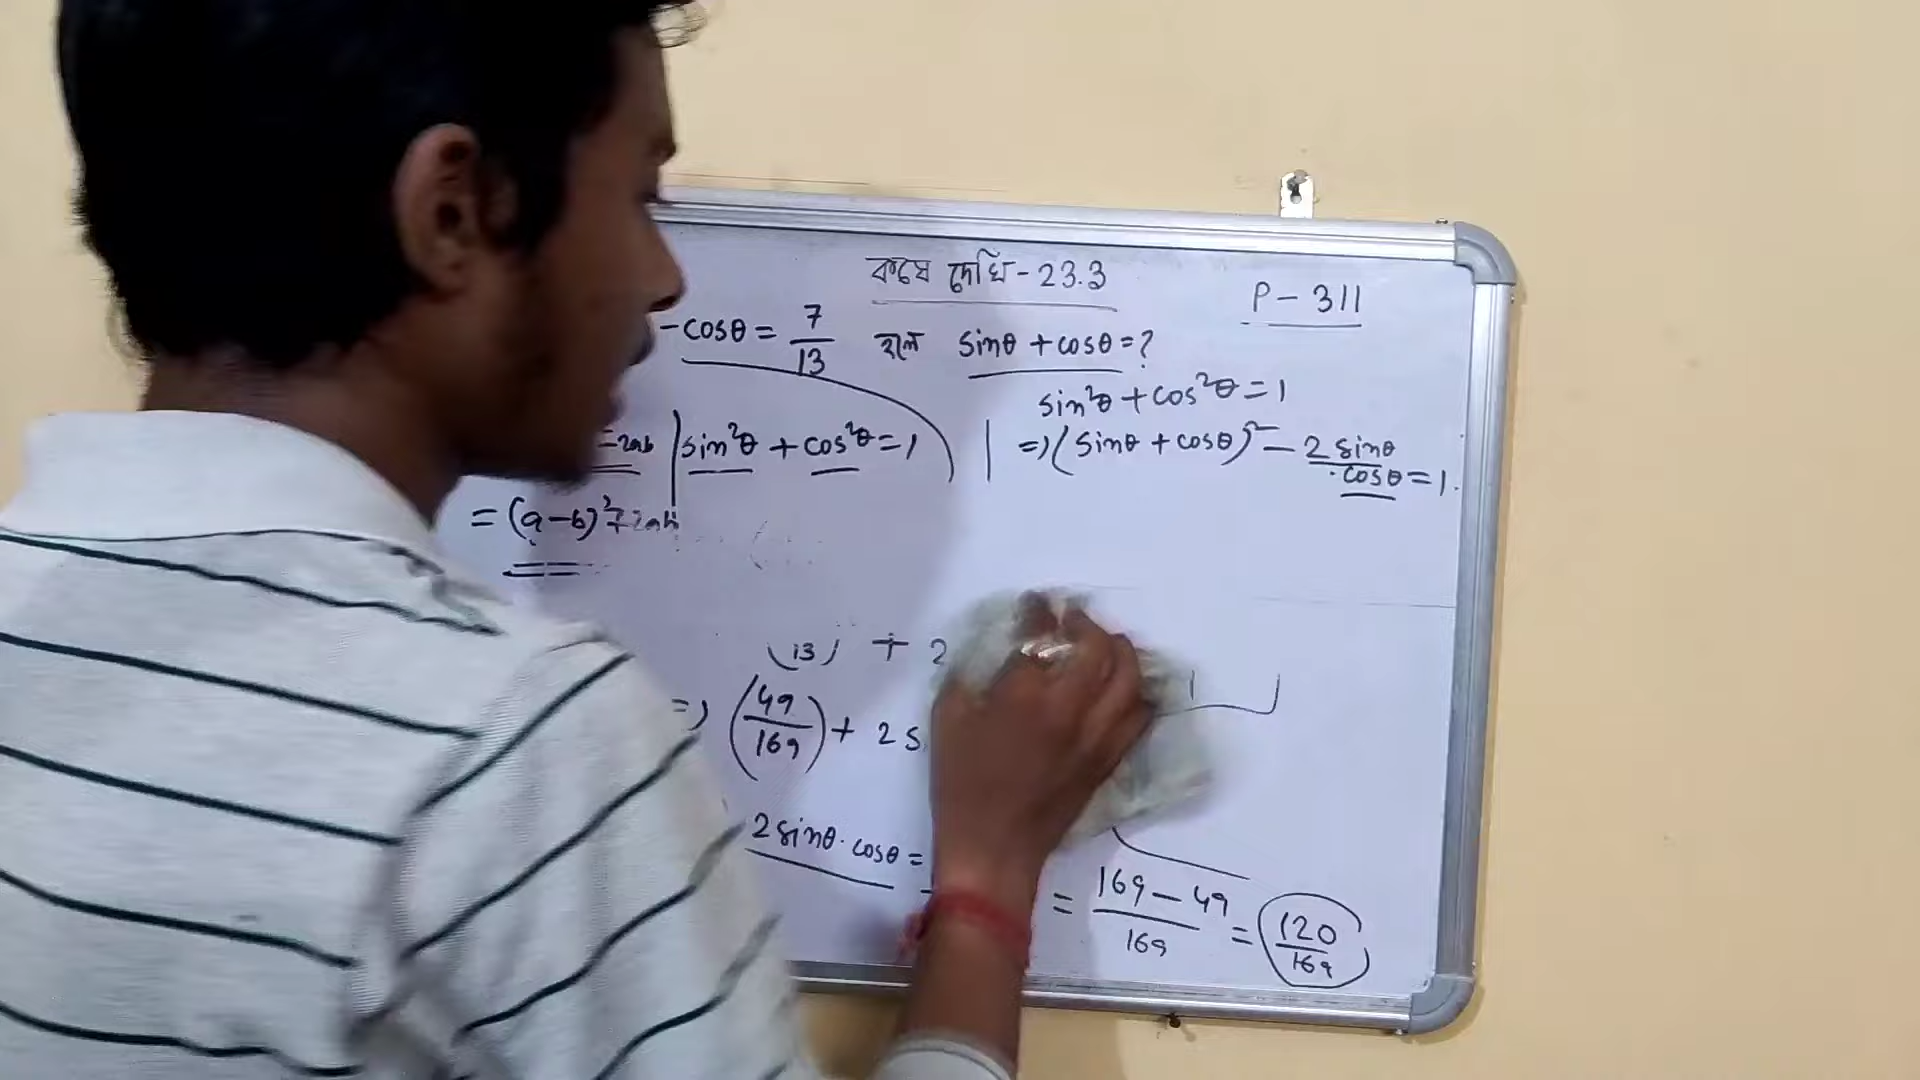 কষে দেখি - 23.3
P - 311
- cosθ = 7/13 হলে sinθ + cosθ = ?
sin²θ + cos²θ = 1
= 2ab | sin²θ + cos²θ = 1 | => (sinθ + cosθ)² - 2 sinθ
· cosθ = 1.
= (a-b)² + 2ab
(13) + 2
=> (49/169) + 2 s
2 sinθ · cosθ =
= 169 - 49/169 = 120/169